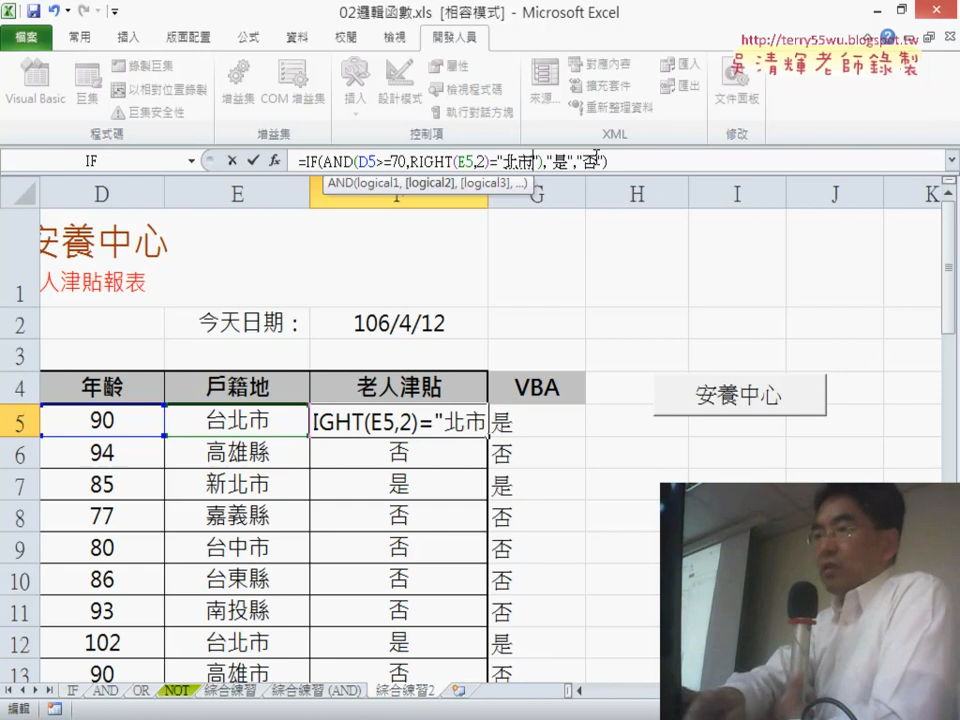 02邏輯函數.xls [相容模式] - Microsoft Excel
檔案 常用 插入 版面配置 公式 資料 校閱 檢視 開發人員
http://terry55wu.blogspot.tw
吳清輝老師錄製
Visual Basic 巨集 錄製巨集 以相對位置錄製 巨集安全性
增益集 COM 增益集
插入 設計模式 屬性 檢視程式碼 執行對話方塊
來源... 對應內容 擴充套件 重新整理資料 匯入 匯出
文件面板
程式碼 增益集 控制項 XML 修改
IF =IF(AND(D5>=70,RIGHT(E5,2)="北市"),"是","否")
AND(logical1, [logical2], [logical3], ...)
D E F G H I J K
1 安養中心
人津貼報表
2 今天日期： 106/4/12
3
4 年齡 戶籍地 老人津貼 VBA
安養中心
5 90 台北市 IGHT(E5,2)="北市 是
6 94 高雄縣 否 否
7 85 新北市 是 是
8 77 嘉義縣 否 否
9 80 台中市 否 否
10 86 台東縣 否 否
11 93 南投縣 否 否
12 102 台北市 是 是
13 90 高雄市 否 否
IF AND OR NOT 綜合練習 綜合練習 (AND) 綜合練習2
編輯